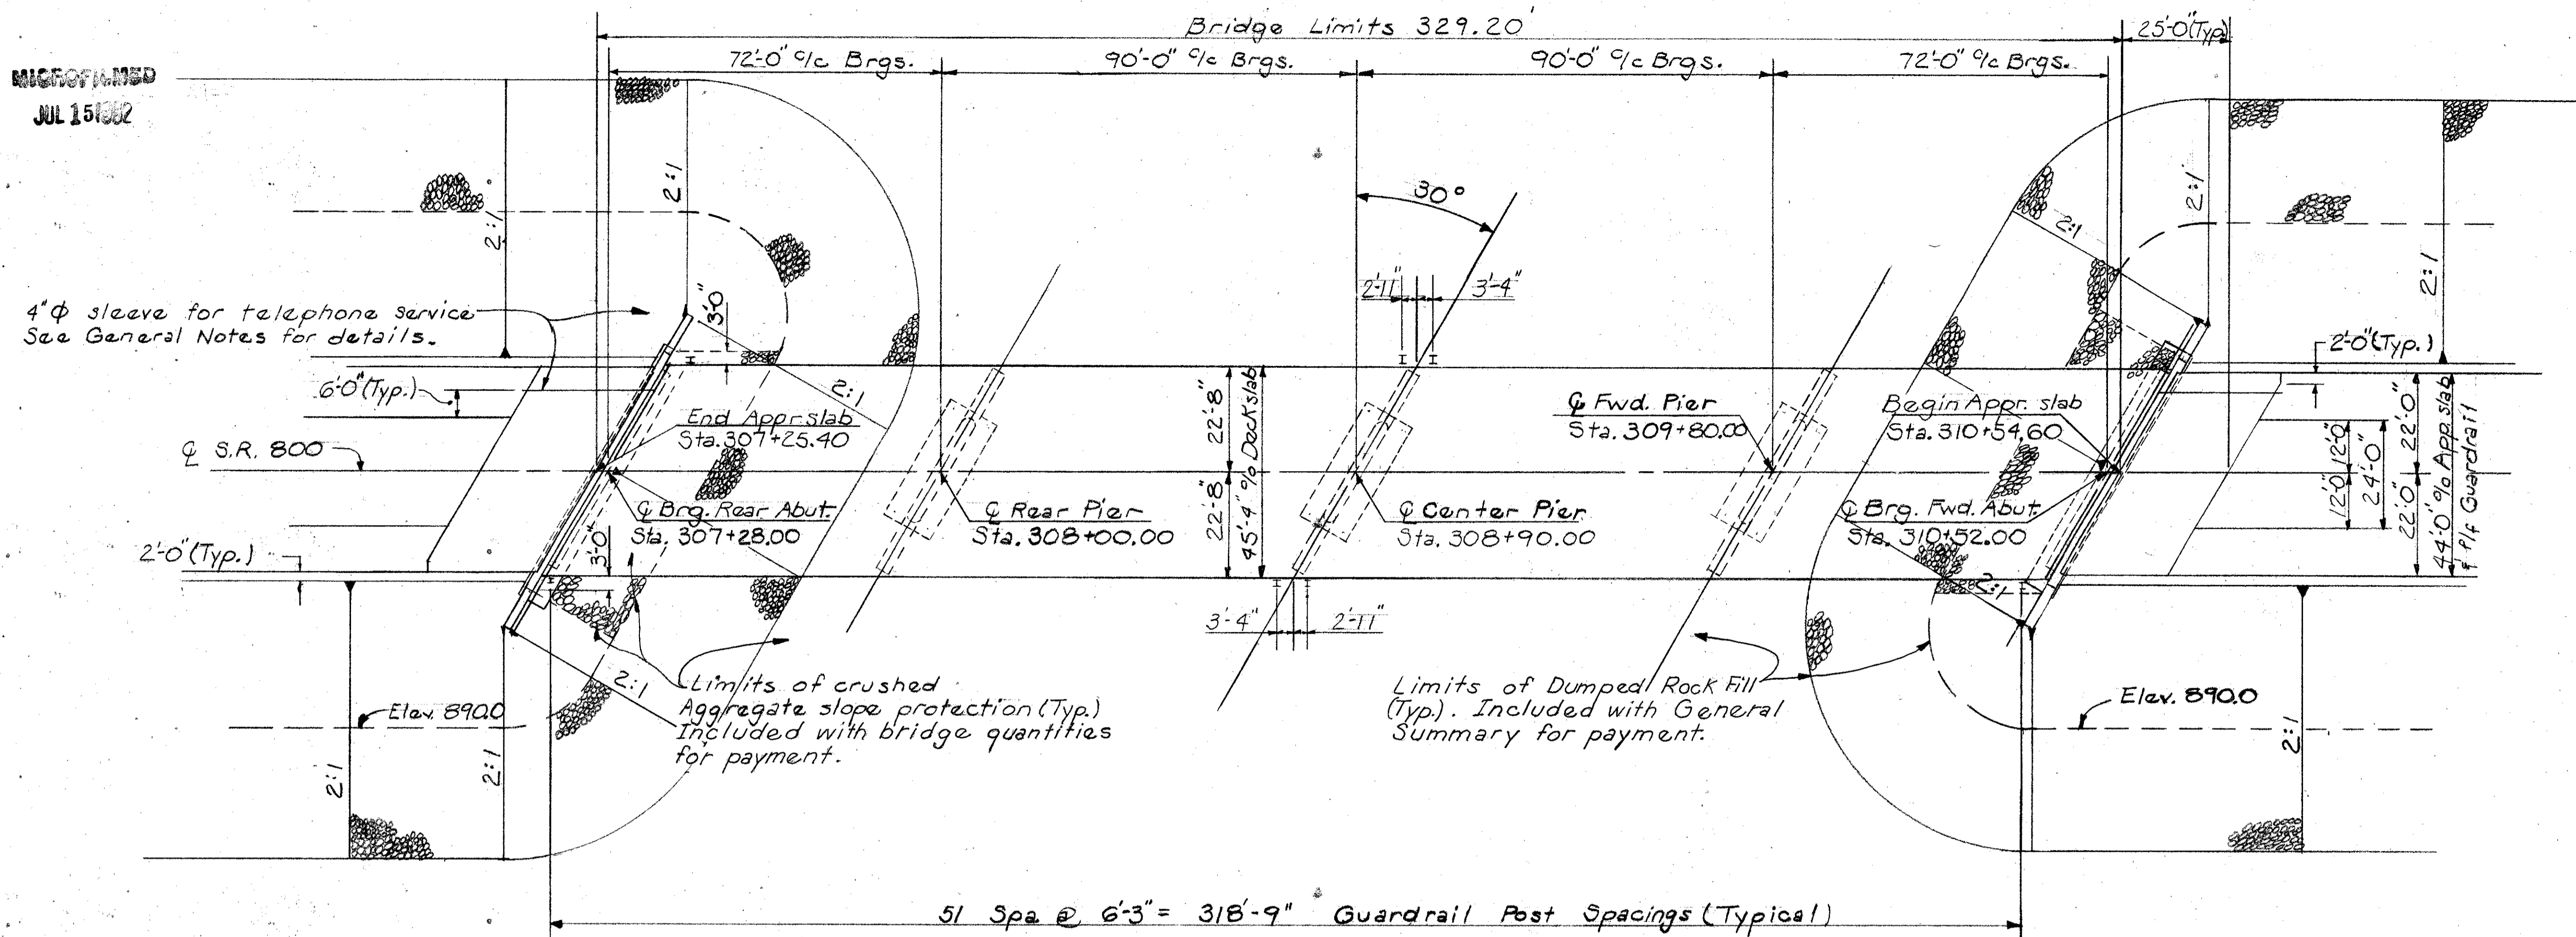 Bridge Limits 329.20'
25'-0"(Typ.)
72'-0" c/c Brgs.
90'-0" c/c Brgs.
90'-0" c/c Brgs.
72'-0" c/c Brgs.
MICROFILMED
JUL 15 1982
2:1
2:1
30°
2:1
2:1
2:1
2'-11"
3'-4"
4"Φ sleeve for telephone service
See General Notes for details.
3'-0"
2'-0"(Typ.)
6'-0"(Typ.)
2:1
22'-8"
22'-8"
45'-4" o/o Deck slab
End Appr. slab
Sta. 307+25.40
℄ Fwd. Pier
Sta. 309+80.00
Begin Appr. slab
Sta. 310+54.60
12'-0"
12'-0"
24'-0"
22'-0"
22'-0"
44'-0" o/o App. slab
f/f Guardrail
℄ S.R. 800
℄ Brg. Rear Abut.
Sta. 307+28.00
℄ Rear Pier
Sta. 308+00.00
℄ Center Pier
Sta. 308+90.00
℄ Brg. Fwd. Abut.
Sta. 310+52.00
2'-0"(Typ.)
3'-0"
2:1
3'-4"
2'-11"
2:1
Limits of crushed
Aggregate slope protection (Typ.)
Included with bridge quantities
for payment.
Limits of Dumped Rock Fill
(Typ.). Included with General
Summary for payment.
Elev. 890.0
Elev. 890.0
2:1
2:1
2:1
51 Spa @ 6'-3" = 318'-9" Guardrail Post Spacings (Typical)